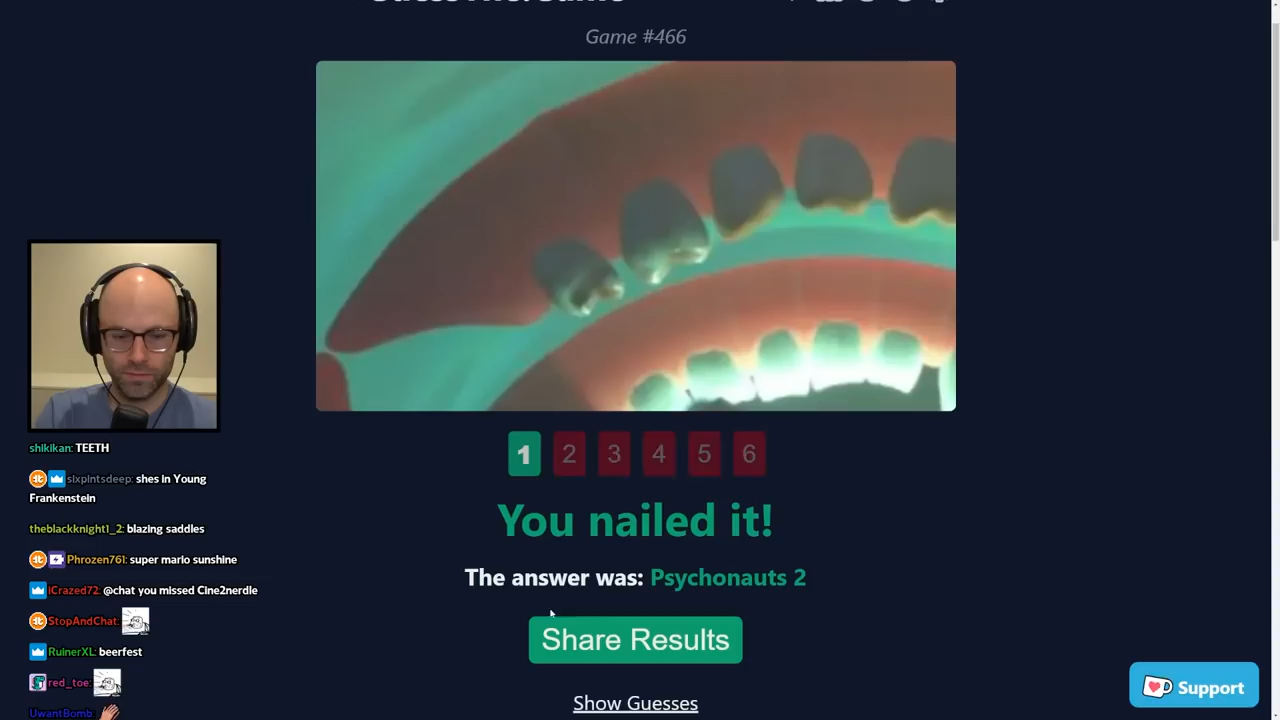 Game #466
1 2 3 4 5 6
You nailed it!
The answer was: Psychonauts 2
Share Results
Show Guesses
Support
shikikan: TEETH
sixpintsdeep: shes in Young
Frankenstein
theblackknight1_2: blazing saddles
Phrozen761: super mario sunshine
iCrazed72: @chat you missed Cine2nerdle
StopAndChat:
RuinerXL: beerfest
red_toe:
UwantBomb